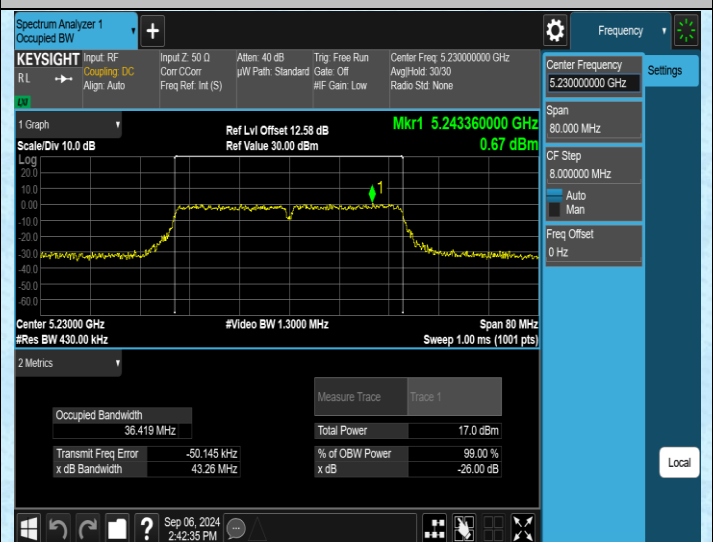 Spectrum Analyzer 1
Occupied BW
+
Frequency
KEYSIGHT
RL
LXI
Input: RF
Coupling: DC
Align: Auto
Input Z: 50 Ω
Corr CCorr
Freq Ref: Int (S)
Atten: 40 dB
µW Path: Standard
Trig: Free Run
Gate: Off
#IF Gain: Low
Center Freq: 5.230000000 GHz
Avg|Hold: 30/30
Radio Std: None
Center Frequency
5.230000000 GHz
Settings
Span
80.000 MHz
CF Step
8.000000 MHz
Auto
Man
Freq Offset
0 Hz
1 Graph
Scale/Div 10.0 dB
Ref Lvl Offset 12.58 dB
Ref Value 30.00 dBm
Mkr1 5.243360000 GHz
0.67 dBm
Log
20.0
10.0
0.00
-10.0
-20.0
-30.0
-40.0
-50.0
-60.0
1
Center 5.23000 GHz
#Res BW 430.00 kHz
#Video BW 1.3000 MHz
Span 80 MHz
Sweep 1.00 ms (1001 pts)
2 Metrics
Measure Trace
Trace 1
Occupied Bandwidth
36.419 MHz
Total Power
17.0 dBm
Transmit Freq Error
-50.145 kHz
% of OBW Power
99.00 %
x dB Bandwidth
43.26 MHz
x dB
-26.00 dB
Local
?
Sep 06, 2024
2:42:35 PM